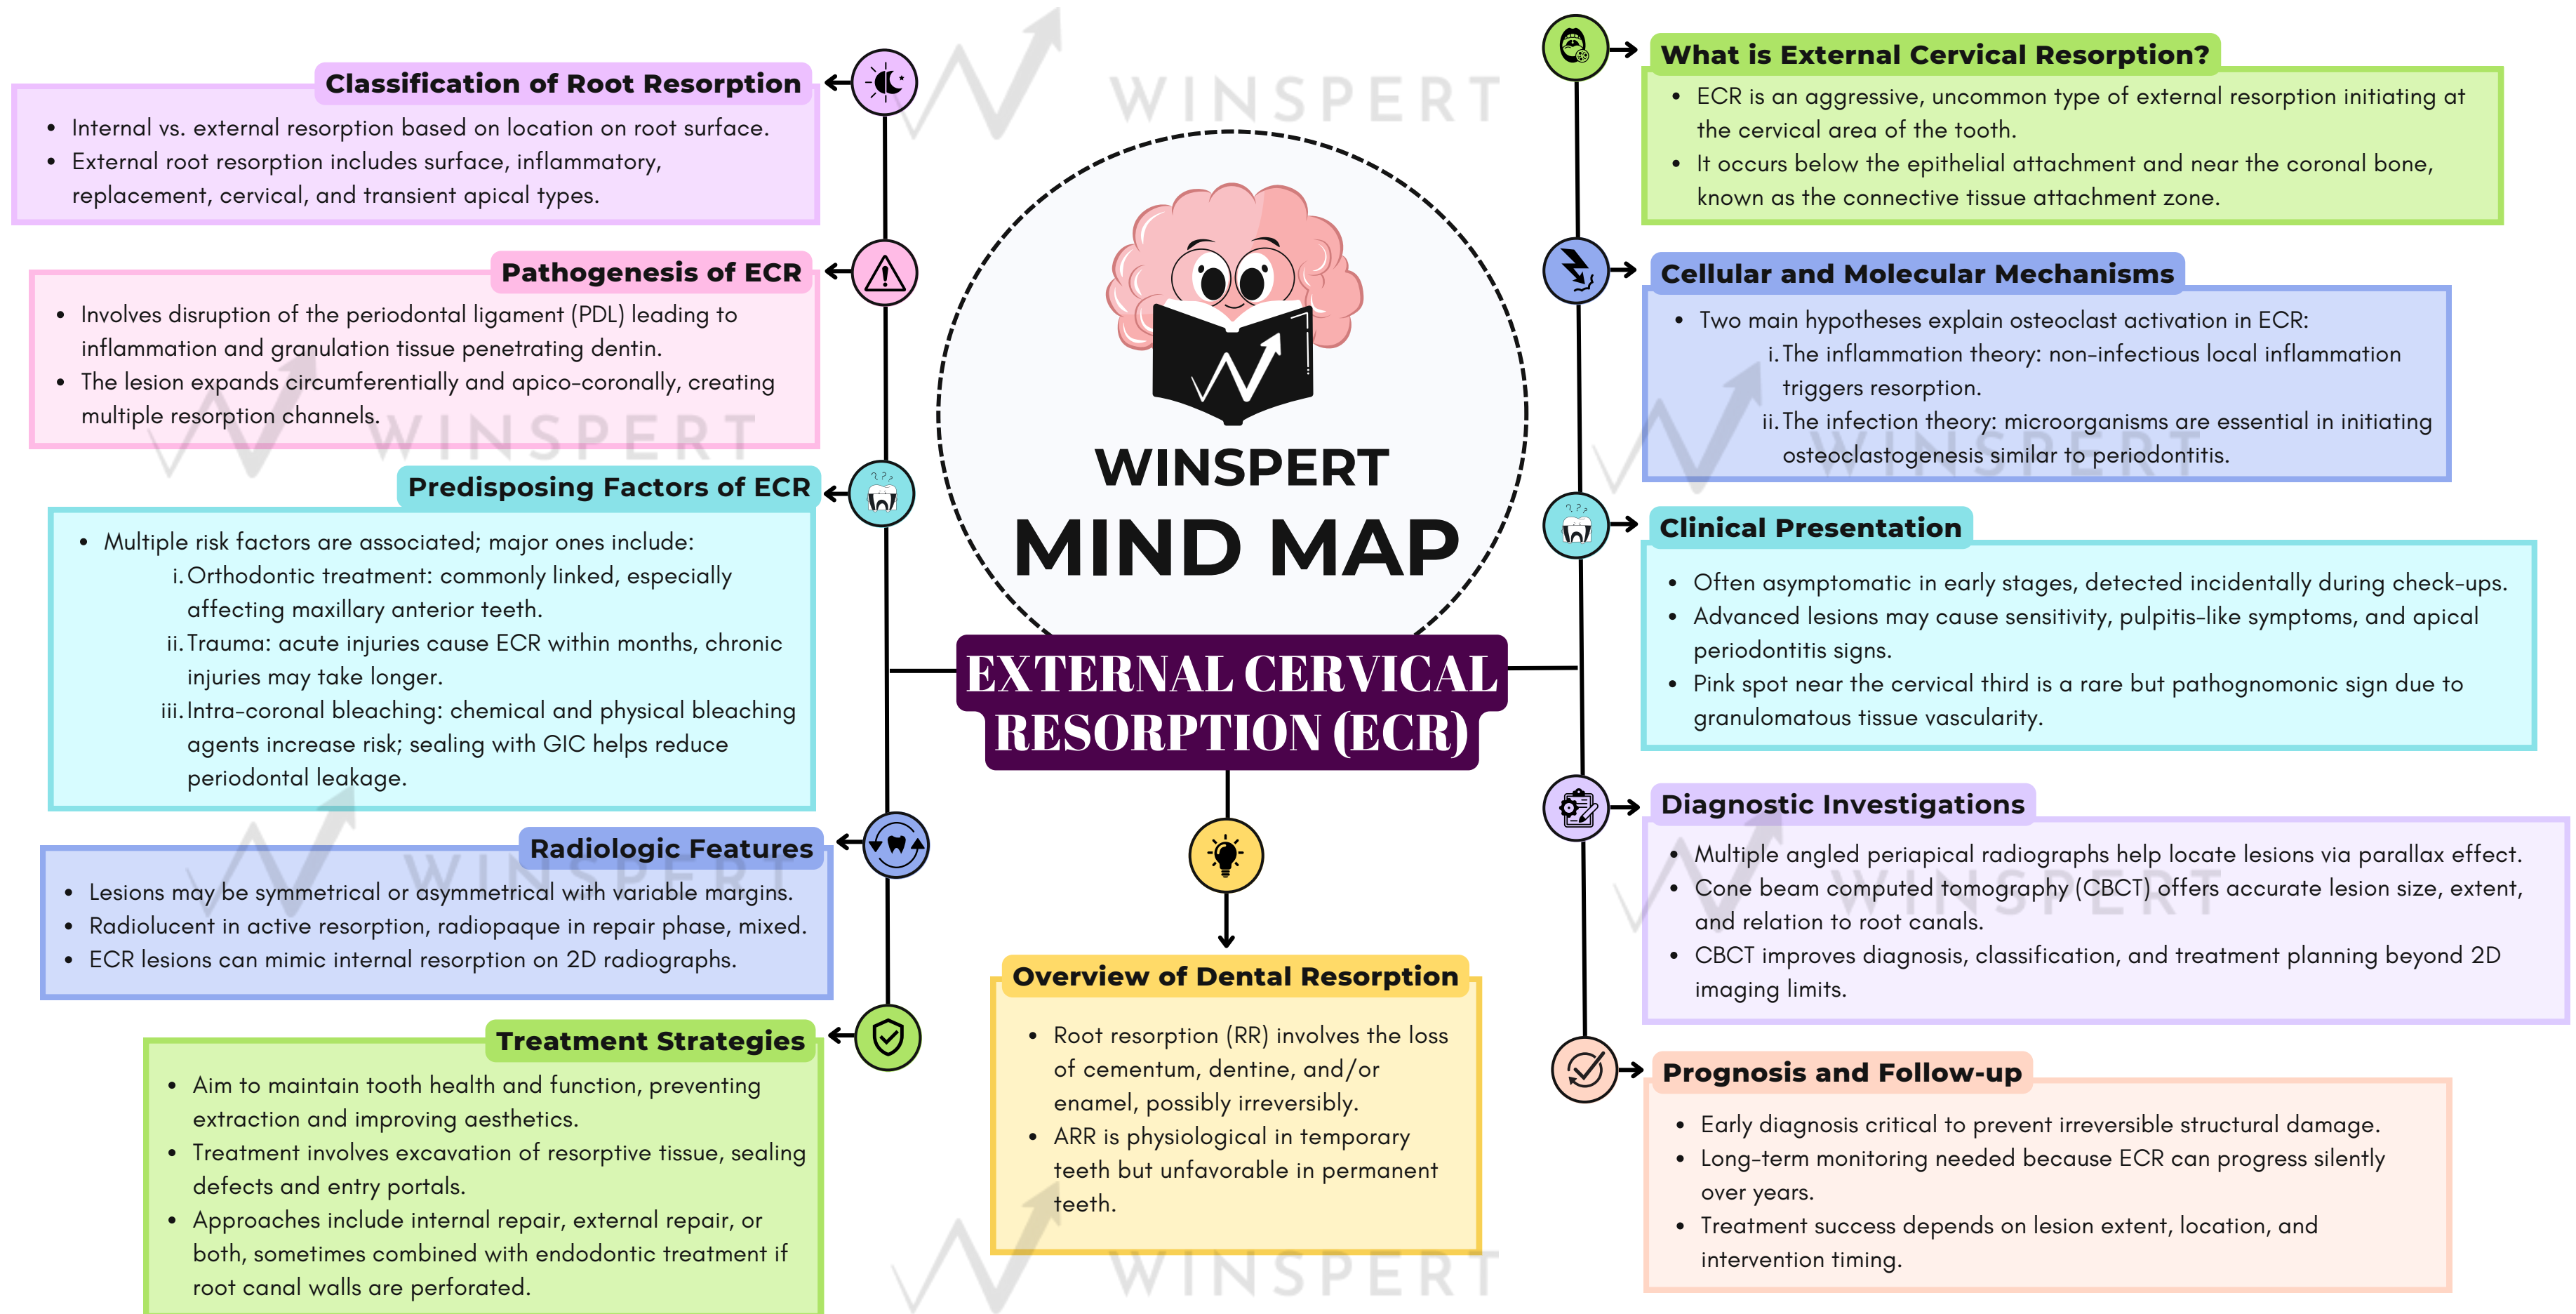 WINSPERT
WINSPERT
MIND MAP
EXTERNAL CERVICAL
RESORPTION (ECR)
Classification of Root Resorption
• Internal vs. external resorption based on location on root surface.
• External root resorption includes surface, inflammatory,
replacement, cervical, and transient apical types.
Pathogenesis of ECR
• Involves disruption of the periodontal ligament (PDL) leading to
inflammation and granulation tissue penetrating dentin.
• The lesion expands circumferentially and apico-coronally, creating
multiple resorption channels.
WINSPERT
Predisposing Factors of ECR
• Multiple risk factors are associated; major ones include:
i. Orthodontic treatment: commonly linked, especially
affecting maxillary anterior teeth.
ii. Trauma: acute injuries cause ECR within months, chronic
injuries may take longer.
iii. Intra-coronal bleaching: chemical and physical bleaching
agents increase risk; sealing with GIC helps reduce
periodontal leakage.
Radiologic Features
WINSPERT
• Lesions may be symmetrical or asymmetrical with variable margins.
• Radiolucent in active resorption, radiopaque in repair phase, mixed.
• ECR lesions can mimic internal resorption on 2D radiographs.
Treatment Strategies
• Aim to maintain tooth health and function, preventing
extraction and improving aesthetics.
• Treatment involves excavation of resorptive tissue, sealing
defects and entry portals.
• Approaches include internal repair, external repair, or
both, sometimes combined with endodontic treatment if
root canal walls are perforated.
Overview of Dental Resorption
• Root resorption (RR) involves the loss
of cementum, dentine, and/or
enamel, possibly irreversibly.
• ARR is physiological in temporary
teeth but unfavorable in permanent
teeth.
WINSPERT
What is External Cervical Resorption?
• ECR is an aggressive, uncommon type of external resorption initiating at
the cervical area of the tooth.
• It occurs below the epithelial attachment and near the coronal bone,
known as the connective tissue attachment zone.
Cellular and Molecular Mechanisms
• Two main hypotheses explain osteoclast activation in ECR:
i. The inflammation theory: non-infectious local inflammation
triggers resorption.
ii. The infection theory: microorganisms are essential in initiating
osteoclastogenesis similar to periodontitis.
WINSPERT
Clinical Presentation
• Often asymptomatic in early stages, detected incidentally during check-ups.
• Advanced lesions may cause sensitivity, pulpitis-like symptoms, and apical
periodontitis signs.
• Pink spot near the cervical third is a rare but pathognomonic sign due to
granulomatous tissue vascularity.
Diagnostic Investigations
• Multiple angled periapical radiographs help locate lesions via parallax effect.
• Cone beam computed tomography (CBCT) offers accurate lesion size, extent,
and relation to root canals.
• CBCT improves diagnosis, classification, and treatment planning beyond 2D
imaging limits.
WINSPERT
Prognosis and Follow-up
• Early diagnosis critical to prevent irreversible structural damage.
• Long-term monitoring needed because ECR can progress silently
over years.
• Treatment success depends on lesion extent, location, and
intervention timing.